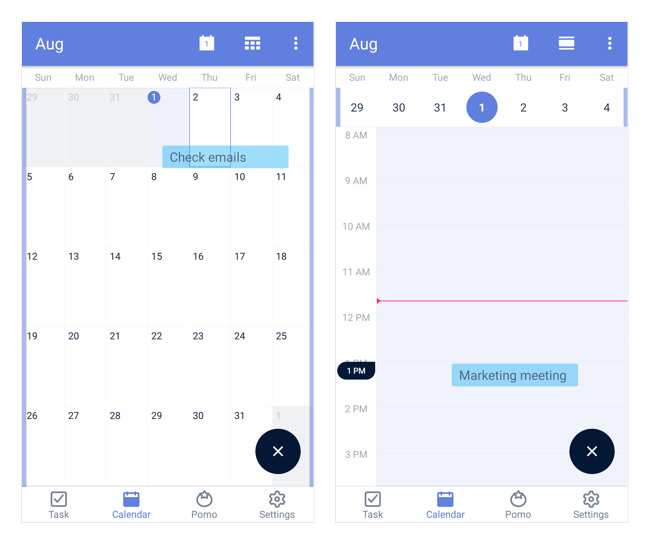 Aug
1
Sun Mon Tue Wed Thu Fri Sat
29 30 31 1 2 3 4
Check emails
5 6 7 8 9 10 11
12 13 14 15 16 17 18
19 20 21 22 23 24 25
26 27 28 29 30 31 1
Task Calendar Pomo Settings
Aug
1
Sun Mon Tue Wed Thu Fri Sat
29 30 31 1 2 3 4
8 AM
9 AM
10 AM
11 AM
12 PM
1 PM
Marketing meeting
2 PM
3 PM
Task Calendar Pomo Settings